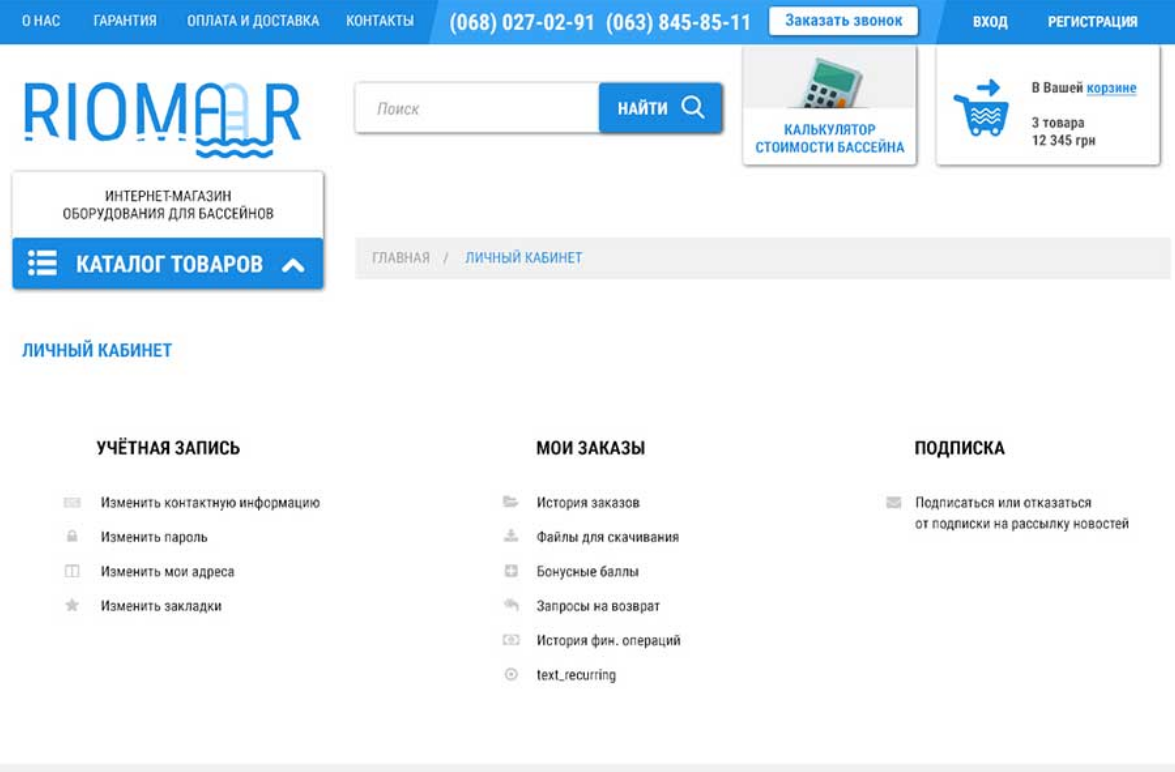 О НАС ГАРАНТИЯ ОПЛАТА И ДОСТАВКА КОНТАКТЫ (068) 027-02-91 (063) 845-85-11 Заказать звонок ВХОД РЕГИСТРАЦИЯ
RIOMAR
Поиск НАЙТИ
КАЛЬКУЛЯТОР
СТОИМОСТИ БАССЕЙНА
В Вашей корзине
3 товара
12 345 грн
ИНТЕРНЕТ-МАГАЗИН
ОБОРУДОВАНИЯ ДЛЯ БАССЕЙНОВ
КАТАЛОГ ТОВАРОВ
ГЛАВНАЯ / ЛИЧНЫЙ КАБИНЕТ
ЛИЧНЫЙ КАБИНЕТ
УЧЁТНАЯ ЗАПИСЬ
Изменить контактную информацию
Изменить пароль
Изменить мои адреса
Изменить закладки
МОИ ЗАКАЗЫ
История заказов
Файлы для скачивания
Бонусные баллы
Запросы на возврат
История фин. операций
text_recurring
ПОДПИСКА
Подписаться или отказаться
от подписки на рассылку новостей